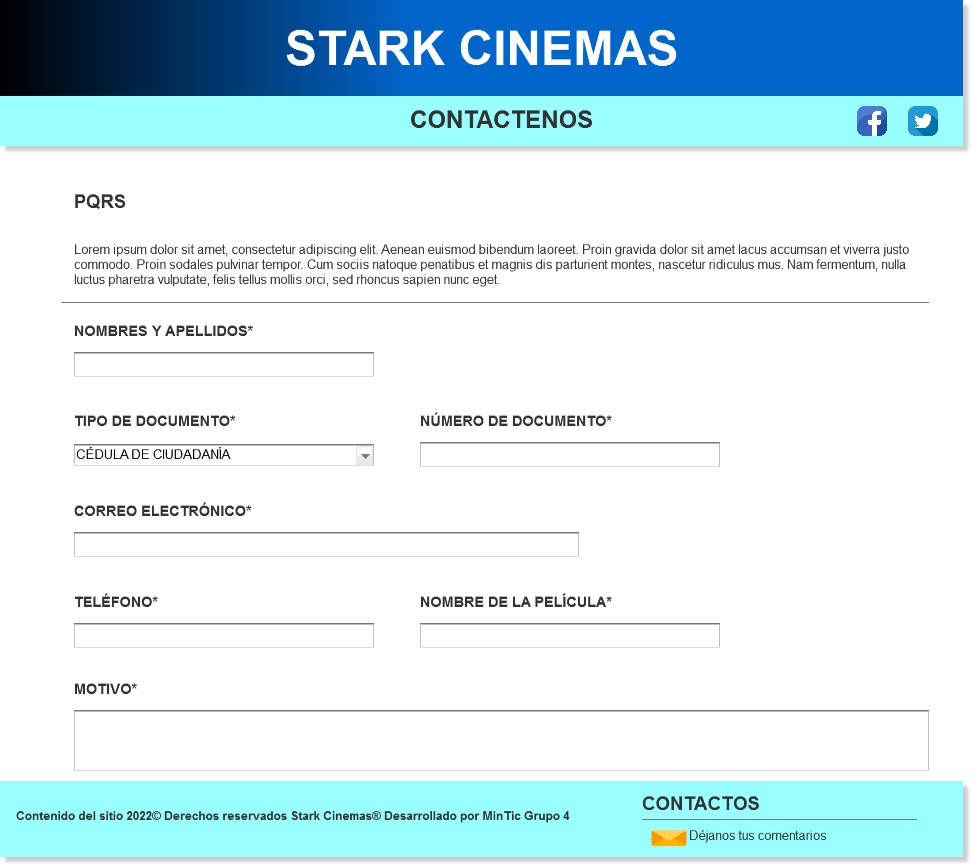 STARK CINEMAS
CONTACTENOS
PQRS
Lorem ipsum dolor sit amet, consectetur adipiscing elit. Aenean euismod bibendum laoreet. Proin gravida dolor sit amet lacus accumsan et viverra justo
commodo. Proin sodales pulvinar tempor. Cum sociis natoque penatibus et magnis dis parturient montes, nascetur ridiculus mus. Nam fermentum, nulla
luctus pharetra vulputate, felis tellus mollis orci, sed rhoncus sapien nunc eget.
NOMBRES Y APELLIDOS*
TIPO DE DOCUMENTO*
NÚMERO DE DOCUMENTO*
CÉDULA DE CIUDADANÍA
CORREO ELECTRÓNICO*
TELÉFONO*
NOMBRE DE LA PELÍCULA*
MOTIVO*
Contenido del sitio 2022© Derechos reservados Stark Cinemas® Desarrollado por MinTic Grupo 4
CONTACTOS
Déjanos tus comentarios